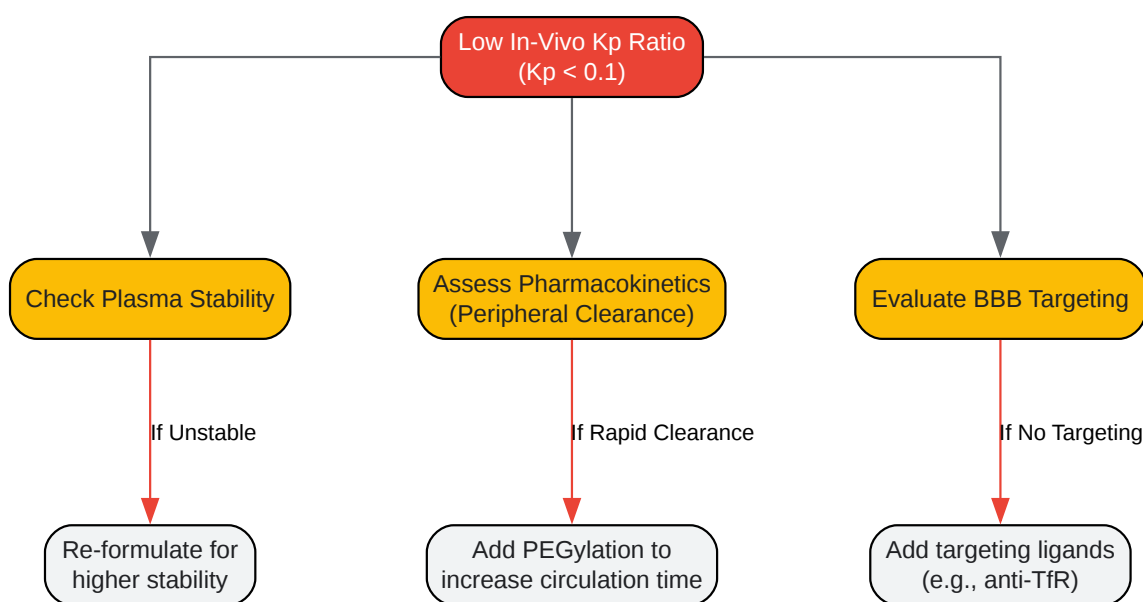 Low In-Vivo Kp Ratio
(Kp < 0.1)
Check Plasma Stability
Assess Pharmacokinetics
(Peripheral Clearance)
Evaluate BBB Targeting
If Unstable
If Rapid Clearance
If No Targeting
Re-formulate for
higher stability
Add PEGylation to
increase circulation time
Add targeting ligands
(e.g., anti-TfR)